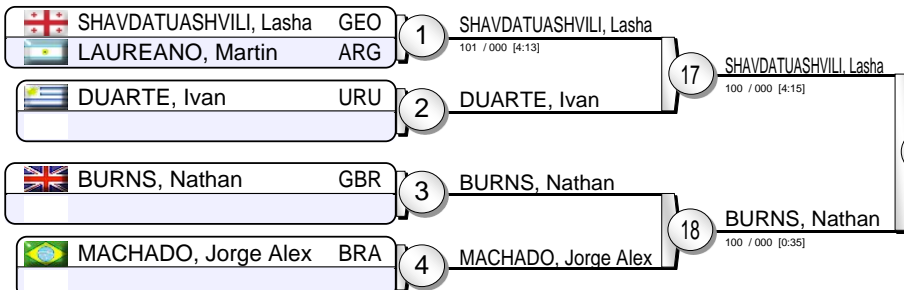 SHAVDATUASHVILI, Lasha GEO
LAUREANO, Martin ARG
1
SHAVDATUASHVILI, Lasha
101 / 000 [4:13]
DUARTE, Ivan URU
2
DUARTE, Ivan
17
SHAVDATUASHVILI, Lasha
100 / 000 [4:15]
BURNS, Nathan GBR
3
BURNS, Nathan
MACHADO, Jorge Alex BRA
4
MACHADO, Jorge Alex
18
BURNS, Nathan
100 / 000 [0:35]